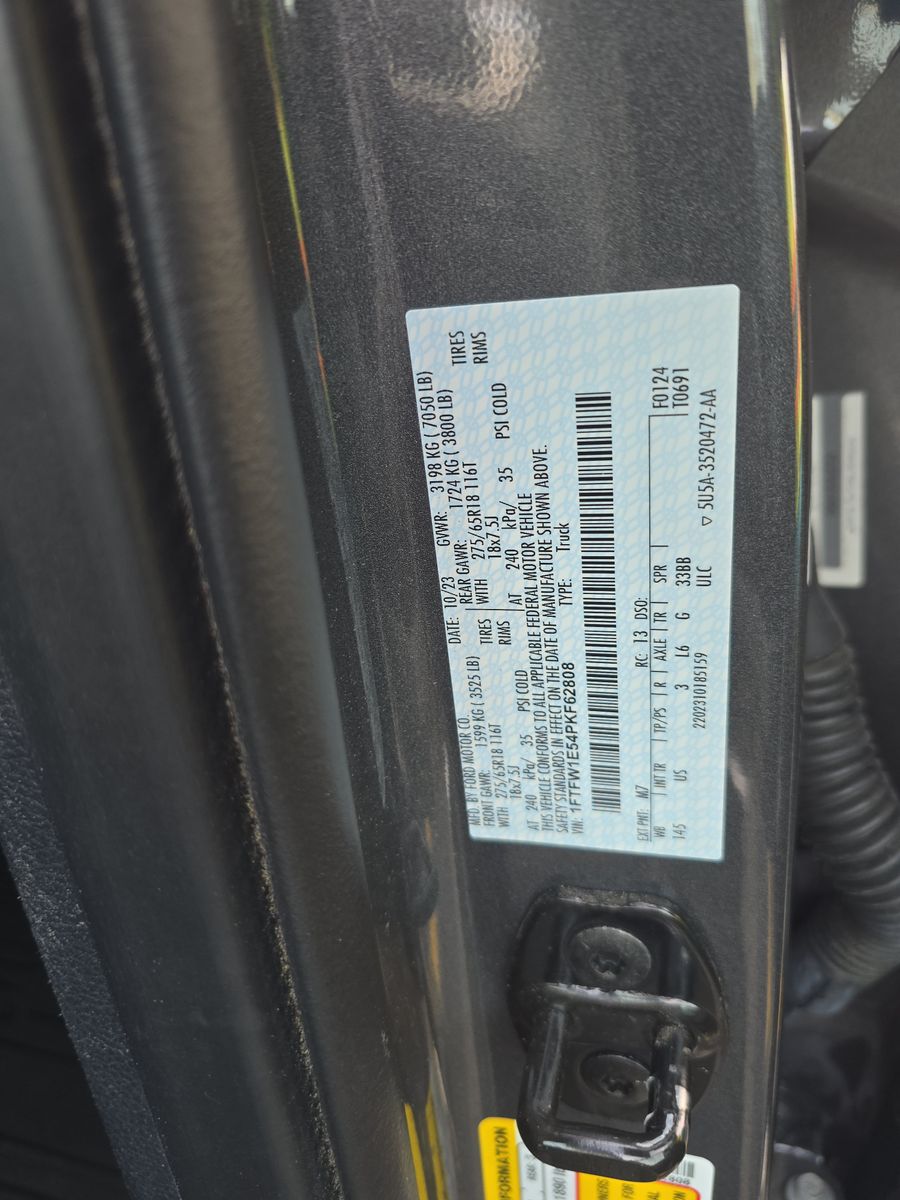 MFD. BY FORD MOTOR CO.
DATE: 10/23 GVWR: 3198 KG ( 7050 LB)
FRONT GAWR: 1599 KG ( 3525 LB) REAR GAWR: 1724 KG ( 3800 LB)
WITH 275/65R18 116T TIRES WITH 275/65R18 116T TIRES
18x7.5J RIMS 18x7.5J RIMS
AT 240 kPa/ 35 PSI COLD AT 240 kPa/ 35 PSI COLD
THIS VEHICLE CONFORMS TO ALL APPLICABLE FEDERAL MOTOR VEHICLE
SAFETY STANDARDS IN EFFECT ON THE DATE OF MANUFACTURE SHOWN ABOVE.
VIN: 1FTFW1E54PKF62808 TYPE: Truck
EXT PNT: M7 RC: 13 DSO: F0124
WB INT TR TP/PS R AXLE TR SPR T0691
145 US 3 L6 G 33BB
2202310185159 ULC
5U5A-3520472-AA
FORMATION